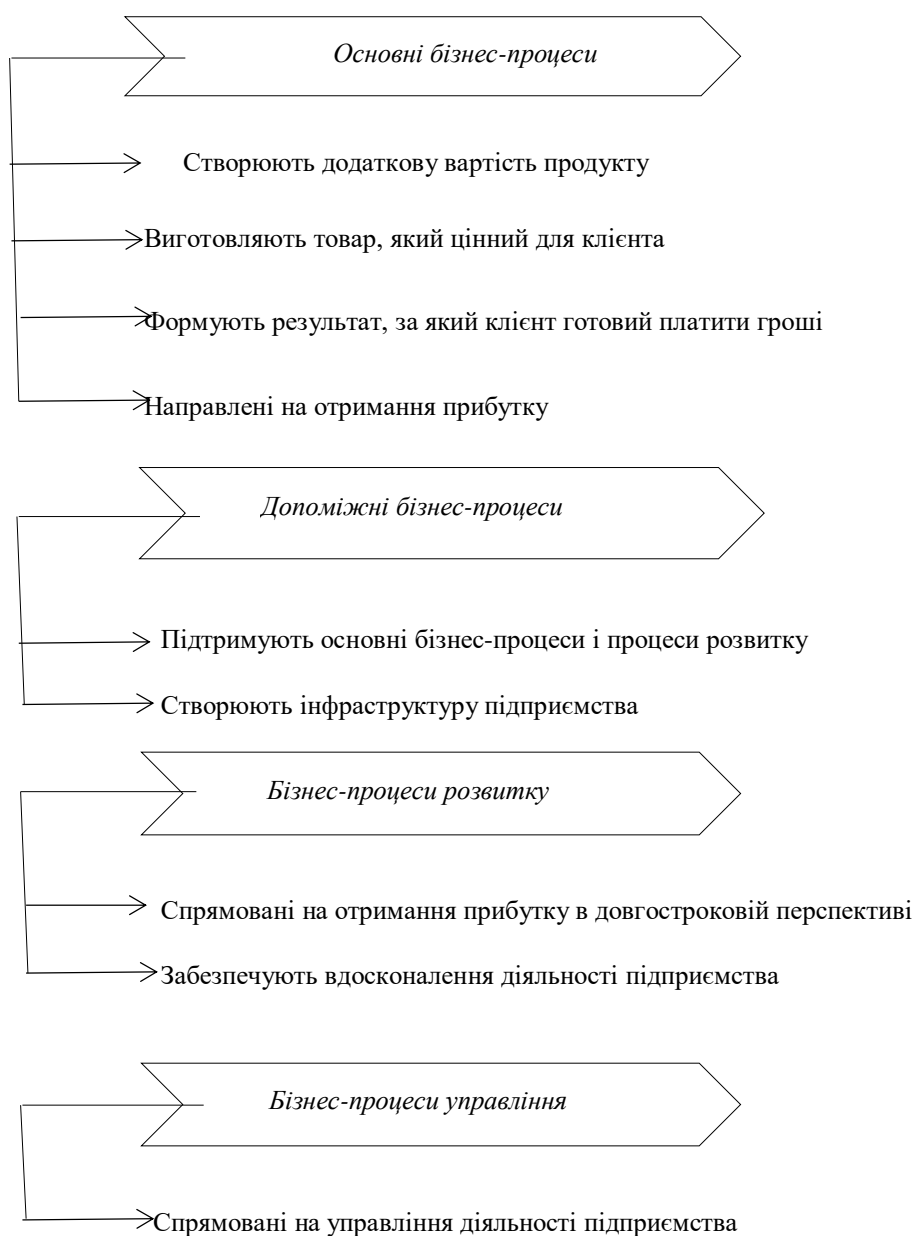 Основні бізнес-процеси
Створюють додаткову вартість продукту
Виготовляють товар, який цінний для клієнта
Формують результат, за який клієнт готовий платити гроші
Направлені на отримання прибутку
Допоміжні бізнес-процеси
Підтримують основні бізнес-процеси і процеси розвитку
Створюють інфраструктуру підприємства
Бізнес-процеси розвитку
Спрямовані на отримання прибутку в довгостроковій перспективі
Забезпечують вдосконалення діяльності підприємства
Бізнес-процеси управління
Спрямовані на управління діяльності підприємства